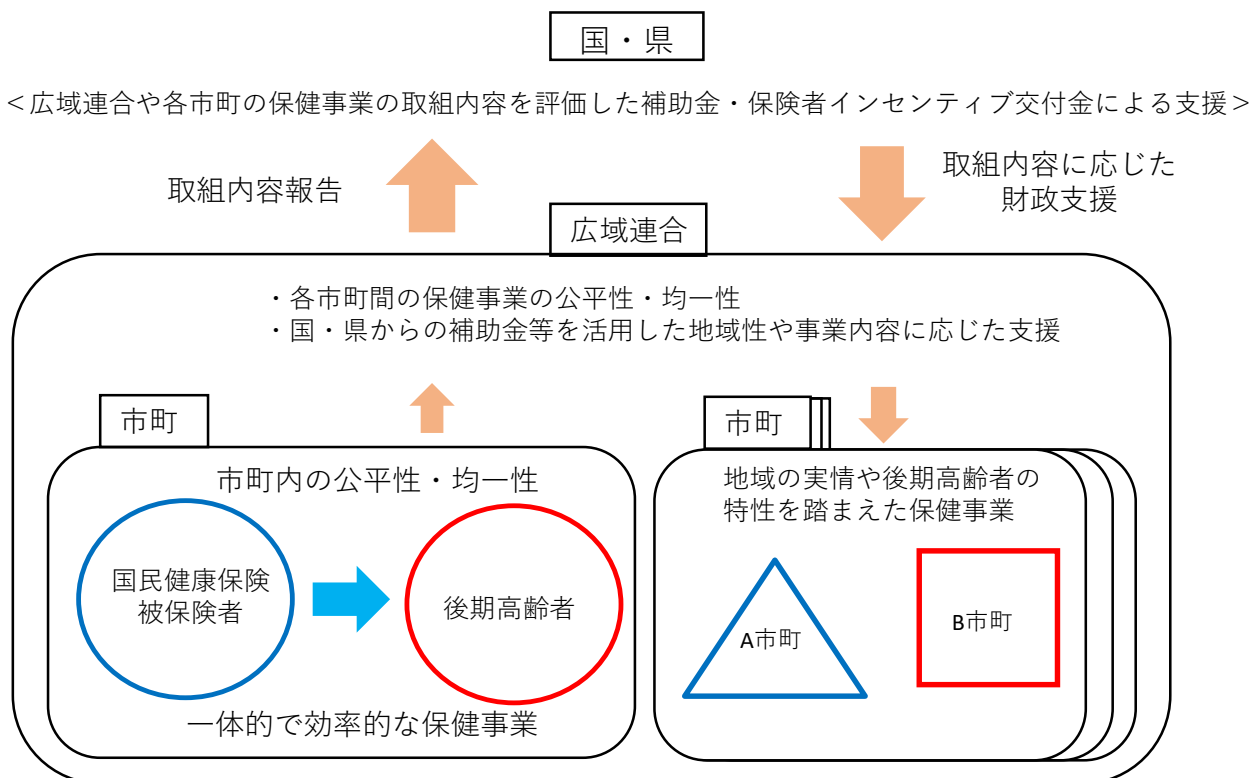 国・県
＜広域連合や各市町の保健事業の取組内容を評価した補助金・保険者インセンティブ交付金による支援＞
取組内容報告
取組内容に応じた
財政支援
広域連合
・各市町間の保健事業の公平性・均一性
・国・県からの補助金等を活用した地域性や事業内容に応じた支援
市町
市町内の公平性・均一性
国民健康保険
被保険者
後期高齢者
一体的で効率的な保健事業
市町
地域の実情や後期高齢者の
特性を踏まえた保健事業
A市町
B市町